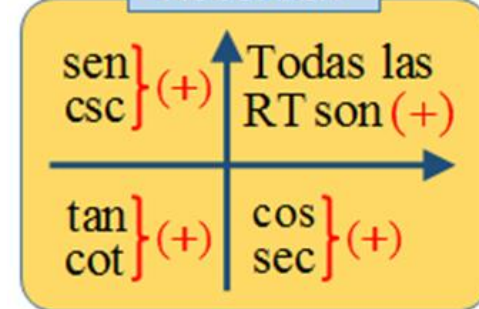 sen
csc } (+)
Todas las
RT son (+)
tan
cot } (+)
cos
sec } (+)